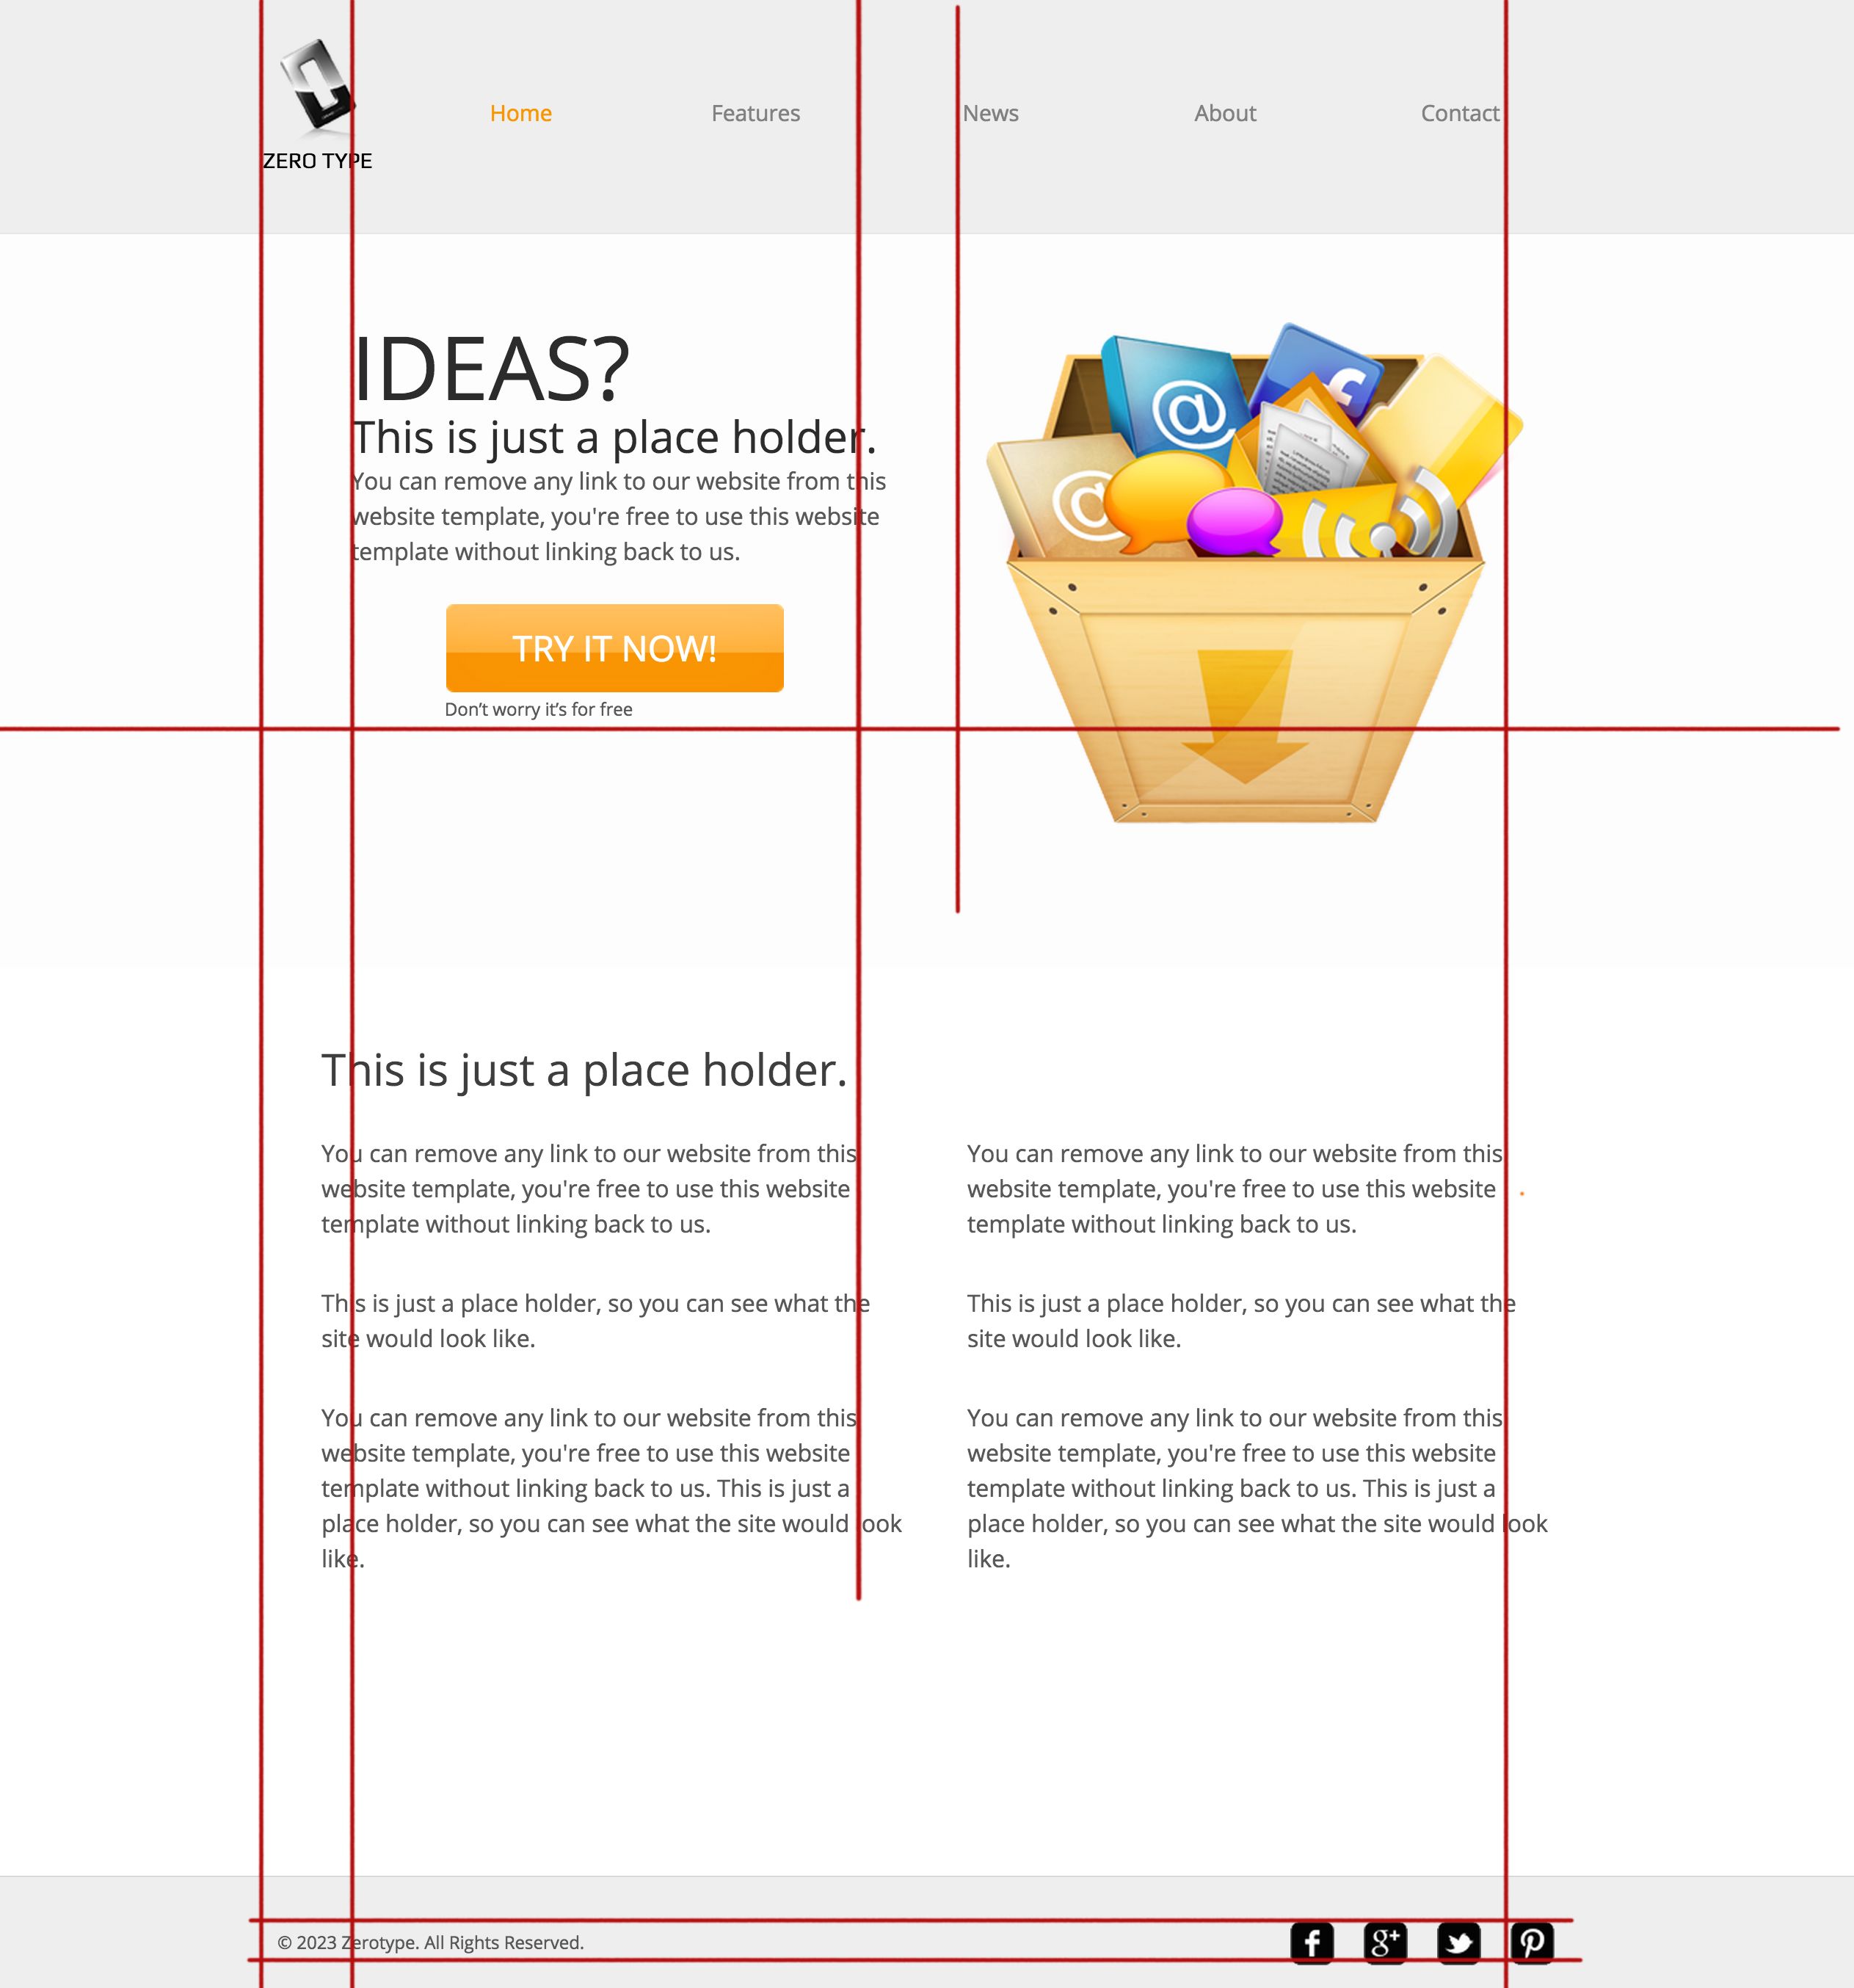 ZERO TYPE
Home
Features
News
About
Contact
IDEAS?
This is just a place holder.
You can remove any link to our website from this
website template, you're free to use this website
template without linking back to us.
TRY IT NOW!
Don’t worry it’s for free
This is just a place holder.
You can remove any link to our website from this
website template, you're free to use this website
template without linking back to us.
This is just a place holder, so you can see what the
site would look like.
You can remove any link to our website from this
website template, you're free to use this website
template without linking back to us. This is just a
place holder, so you can see what the site would look
like.
You can remove any link to our website from this
website template, you're free to use this website
template without linking back to us.
This is just a place holder, so you can see what the
site would look like.
You can remove any link to our website from this
website template, you're free to use this website
template without linking back to us. This is just a
place holder, so you can see what the site would look
like.
© 2023 Zerotype. All Rights Reserved.